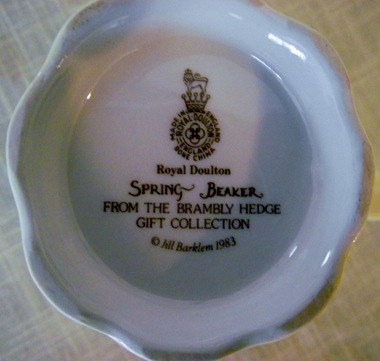 MADE IN ENGLAND
ROYAL DOULTON
ENGLAND
BONE CHINA
Royal Doulton
SPRING BEAKER
FROM THE BRAMBLY HEDGE
GIFT COLLECTION
© Jill Barklem 1983